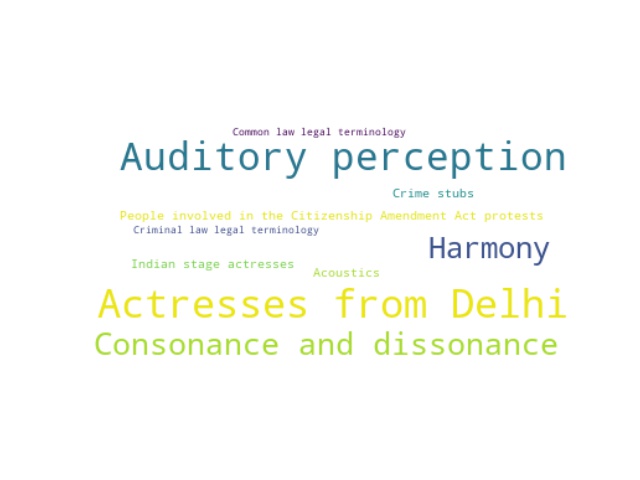 Common law legal terminology
Auditory perception
Crime stubs
People involved in the Citizenship Amendment Act protests
Criminal law legal terminology
Harmony
Indian stage actresses
Acoustics
Actresses from Delhi
Consonance and dissonance